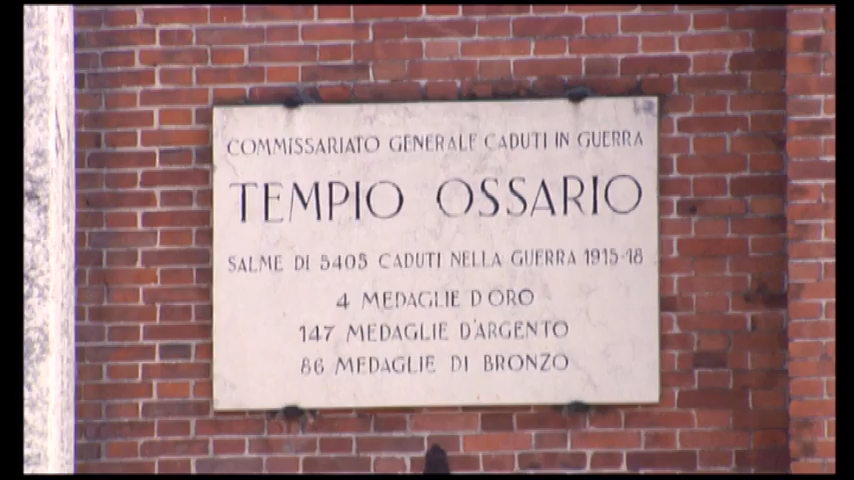 COMMISSARIATO GENERALE CADUTI IN GUERRA
TEMPIO OSSARIO
SALME DI 5405 CADUTI NELLA GUERRA 1915-18
4 MEDAGLIE D'ORO
147 MEDAGLIE D'ARGENTO
86 MEDAGLIE DI BRONZO